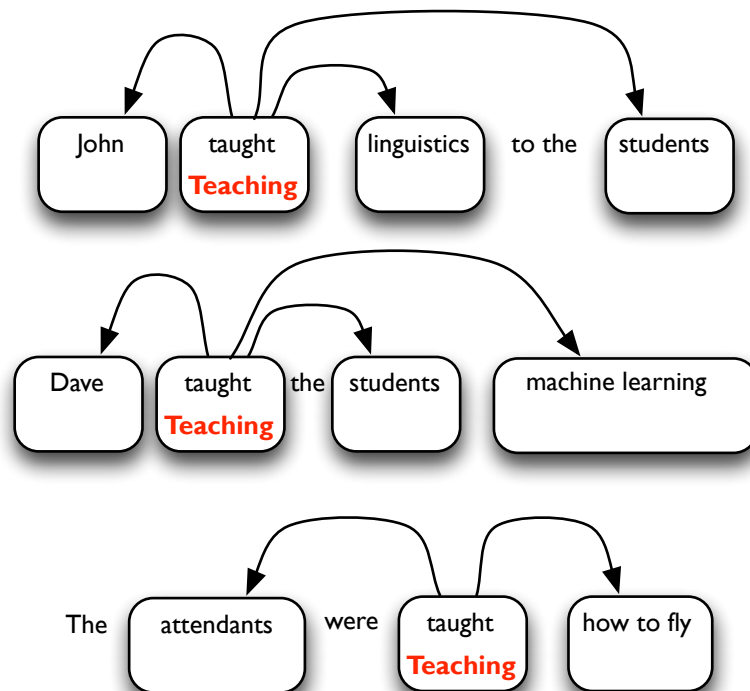 John taught linguistics to the students
Teaching
Dave taught the students machine learning
Teaching
The attendants were taught how to fly
Teaching